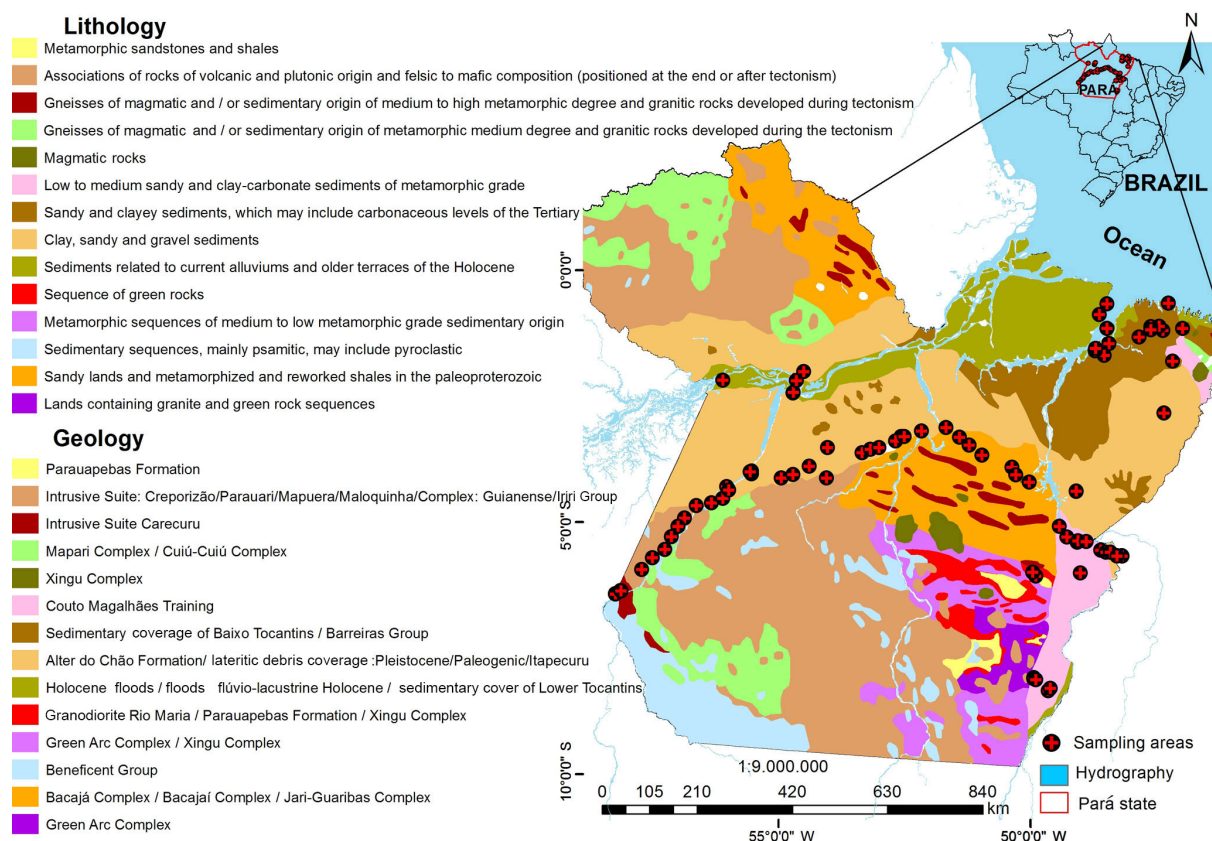 Lithology
Metamorphic sandstones and shales
Associations of rocks of volcanic and plutonic origin and felsic to mafic composition (positioned at the end or after tectonism)
Gneisses of magmatic and / or sedimentary origin of medium to high metamorphic degree and granitic rocks developed during tectonism
Gneisses of magmatic and / or sedimentary origin of metamorphic medium degree and granitic rocks developed during the tectonism
Magmatic rocks
Low to medium sandy and clay-carbonate sediments of metamorphic grade
Sandy and clayey sediments, which may include carbonaceous levels of the Tertiary
Clay, sandy and gravel sediments
Sediments related to current alluviums and older terraces of the Holocene
Sequence of green rocks
Metamorphic sequences of medium to low metamorphic grade sedimentary origin
Sedimentary sequences, mainly psamitic, may include pyroclastic
Sandy lands and metamorphized and reworked shales in the paleoproterozoic
Lands containing granite and green rock sequences
Geology
Parauapebas Formation
Intrusive Suite: Creporizão/Parauari/Mapuera/Maloquinha/Complex: Guianense/Iriri Group
Intrusive Suite Carecuru
Mapari Complex / Cuiú-Cuiú Complex
Xingu Complex
Couto Magalhães Training
Sedimentary coverage of Baixo Tocantins / Barreiras Group
Alter do Chão Formation/ lateritic debris coverage :Pleistocene/Paleogenic/Itapecuru
Holocene floods / floods flúvio-lacustrine Holocene / sedimentary cover of Lower Tocantins
Granodiorite Rio Maria / Parauapebas Formation / Xingu Complex
Green Arc Complex / Xingu Complex
Beneficent Group
Bacajá Complex / Bacajaí Complex / Jari-Guaribas Complex
Green Arc Complex
N
PARÁ
BRAZIL
Ocean
0°0'0"
5°0'0" S
10°0'0" S
55°0'0" W
50°0'0" W
1:9.000.000
0 105 210 420 630 840
km
Sampling areas
Hydrography
Pará state